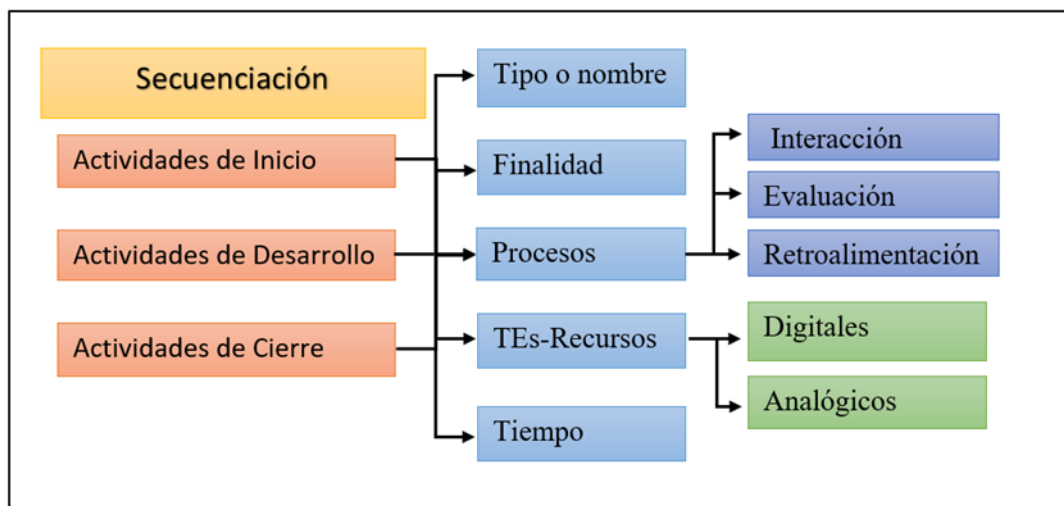 Secuenciación
Actividades de Inicio
Actividades de Desarrollo
Actividades de Cierre
Tipo o nombre
Finalidad
Procesos
TEs-Recursos
Tiempo
Interacción
Evaluación
Retroalimentación
Digitales
Analógicos